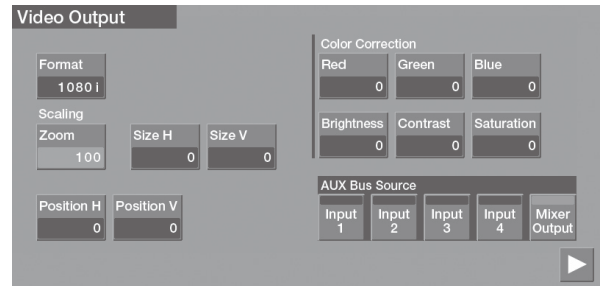 Video Output
Format
1080i
Scaling
Zoom
100
Size H
0
Size V
0
Position H
0
Position V
0
Color Correction
Red
0
Green
0
Blue
0
Brightness
0
Contrast
0
Saturation
0
AUX Bus Source
Input
1
Input
2
Input
3
Input
4
Mixer
Output